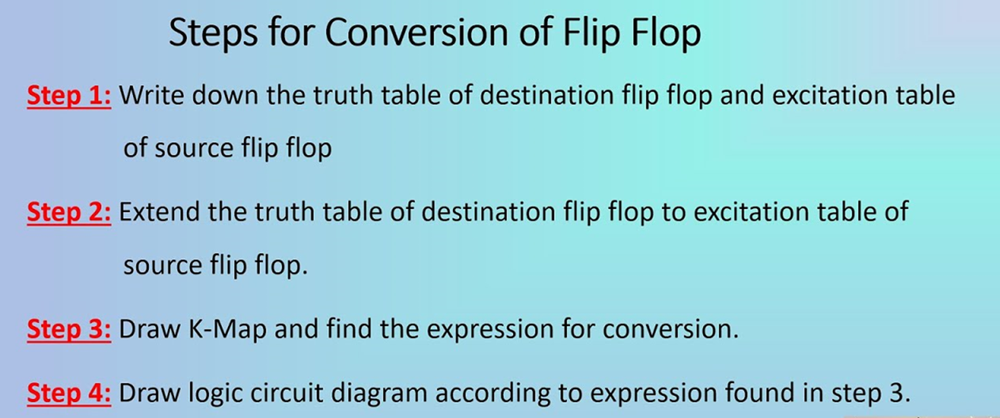 Steps for Conversion of Flip Flop
Step 1: Write down the truth table of destination flip flop and excitation table
of source flip flop
Step 2: Extend the truth table of destination flip flop to excitation table of
source flip flop.
Step 3: Draw K-Map and find the expression for conversion.
Step 4: Draw logic circuit diagram according to expression found in step 3.